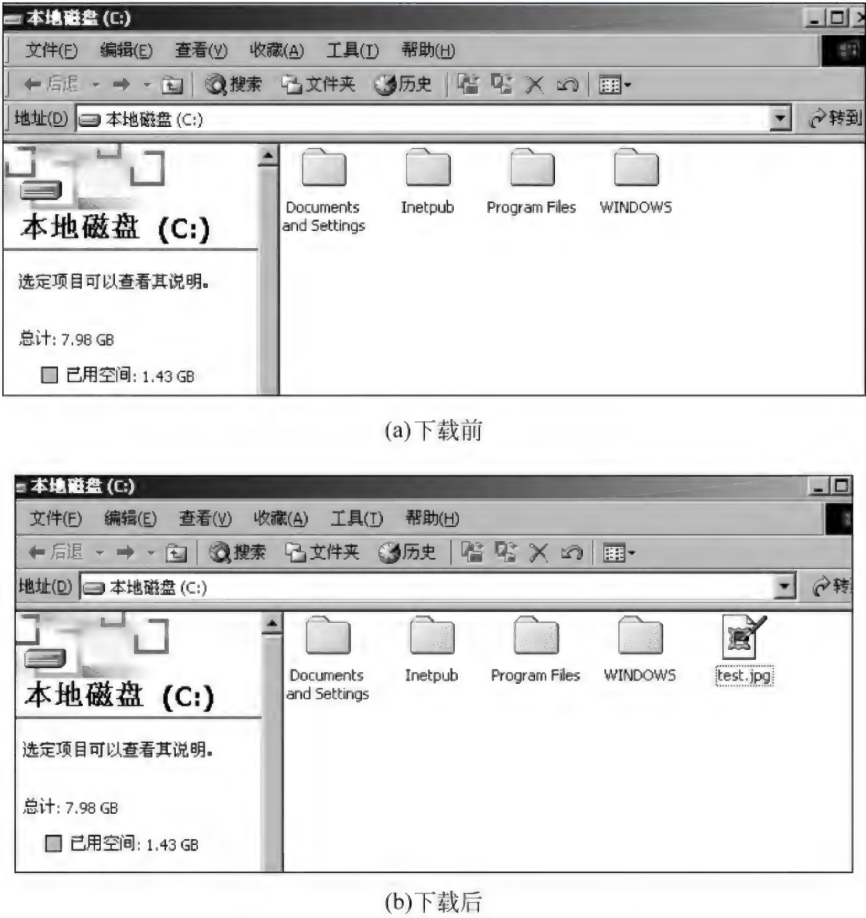 本地磁盘 (C:)
文件(F) 编辑(E) 查看(V) 收藏(A) 工具(T) 帮助(H)
后退 搜索 文件夹 历史
地址(D) 本地磁盘 (C:) 转到
本地磁盘 (C:)
选定项目可以查看其说明。
总计: 7.98 GB
已用空间: 1.43 GB
Documents and Settings
Inetpub
Program Files
WINDOWS
(a)下载前
本地磁盘 (C:)
文件(F) 编辑(E) 查看(V) 收藏(A) 工具(T) 帮助(H)
后退 搜索 文件夹 历史
地址(D) 本地磁盘 (C:) 转
本地磁盘 (C:)
选定项目可以查看其说明。
总计: 7.98 GB
已用空间: 1.43 GB
Documents and Settings
Inetpub
Program Files
WINDOWS
test.jpg
(b)下载后